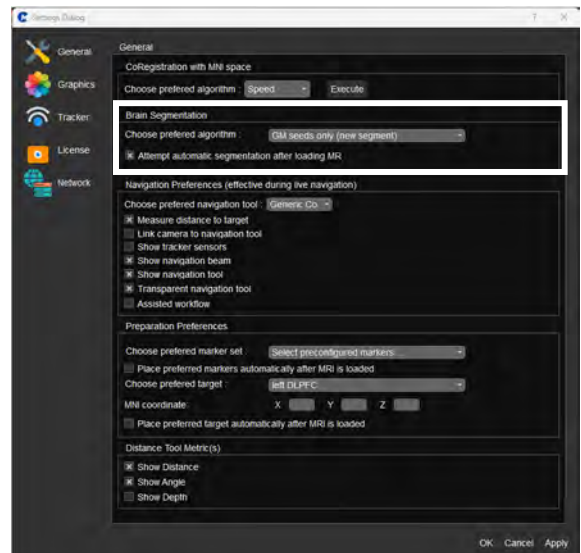 Settings Dialog ? X
General
Graphics
Tracker
License
Network
General
CoRegistration with MNI space
Choose prefered algorithm : Speed Execute
Brain Segmentation
Choose prefered algorithm : GM seeds only (new segment)
Attempt automatic segmentation after loading MR
Navigation Preferences (effective during live navigation)
Choose prefered navigation tool : Generic Co
Measure distance to target
Link camera to navigation tool
Show tracker sensors
Show navigation beam
Show navigation tool
Transparent navigation tool
Assisted workflow
Preparation Preferences
Choose prefered marker set Select preconfigured markers ...
Place preferred markers automatically after MRI is loaded
Choose prefered target : left DLPFC
MNI coordinate: X Y Z
Place preferred target automatically after MRI is loaded
Distance Tool Metric(s)
Show Distance
Show Angle
Show Depth
OK Cancel Apply